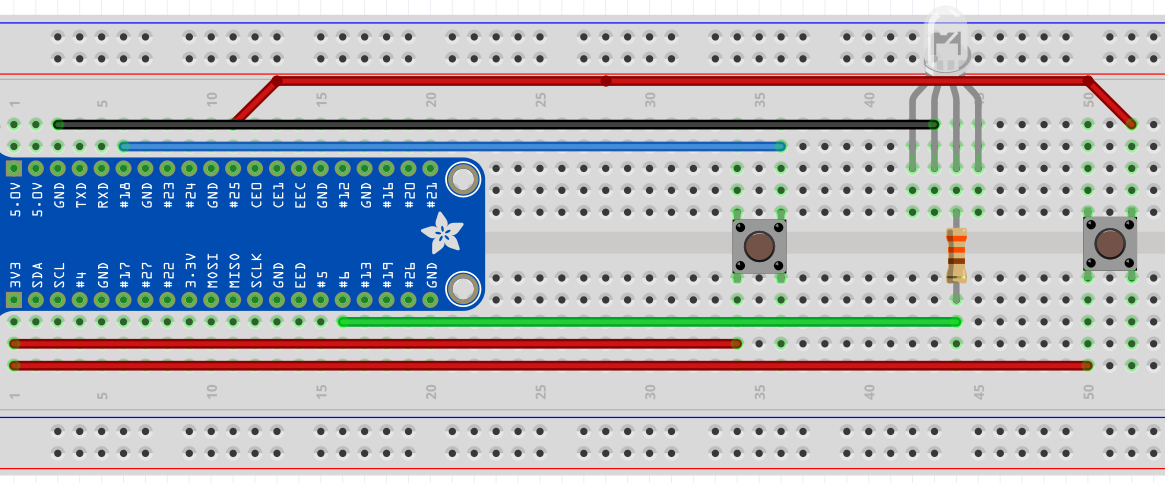 1 5 10 15 20 25 30 35 40 45 50
5.0V 5.0V GND TXD RXD #18 GND #23 #24 GND #25 CE0 CE1 EEC GND #12 GND #16 #20 #21
3V3 SDA SCL #4 GND #17 #27 #22 3.3V MOSI MISO SCLK GND EED #5 #6 #13 #19 #26 GND
1 5 10 15 20 25 30 35 40 45 50